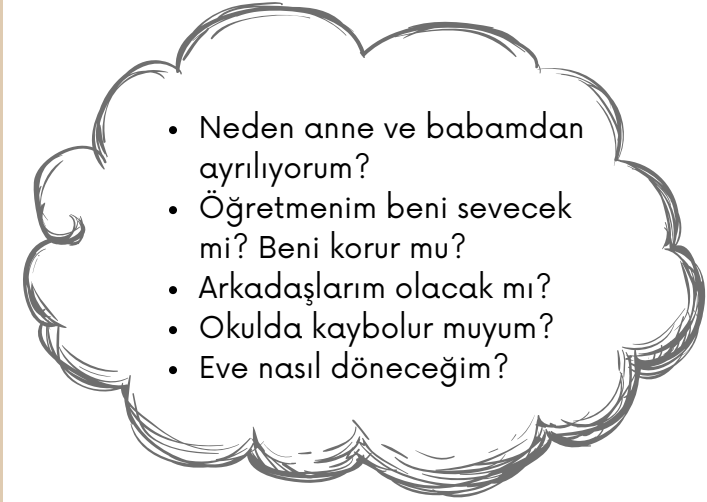 • Neden anne ve babamdan
ayrılıyorum?
• Öğretmenim beni sevecek
mi? Beni korur mu?
• Arkadaşlarım olacak mı?
• Okulda kaybolur muyum?
• Eve nasıl döneceğim?